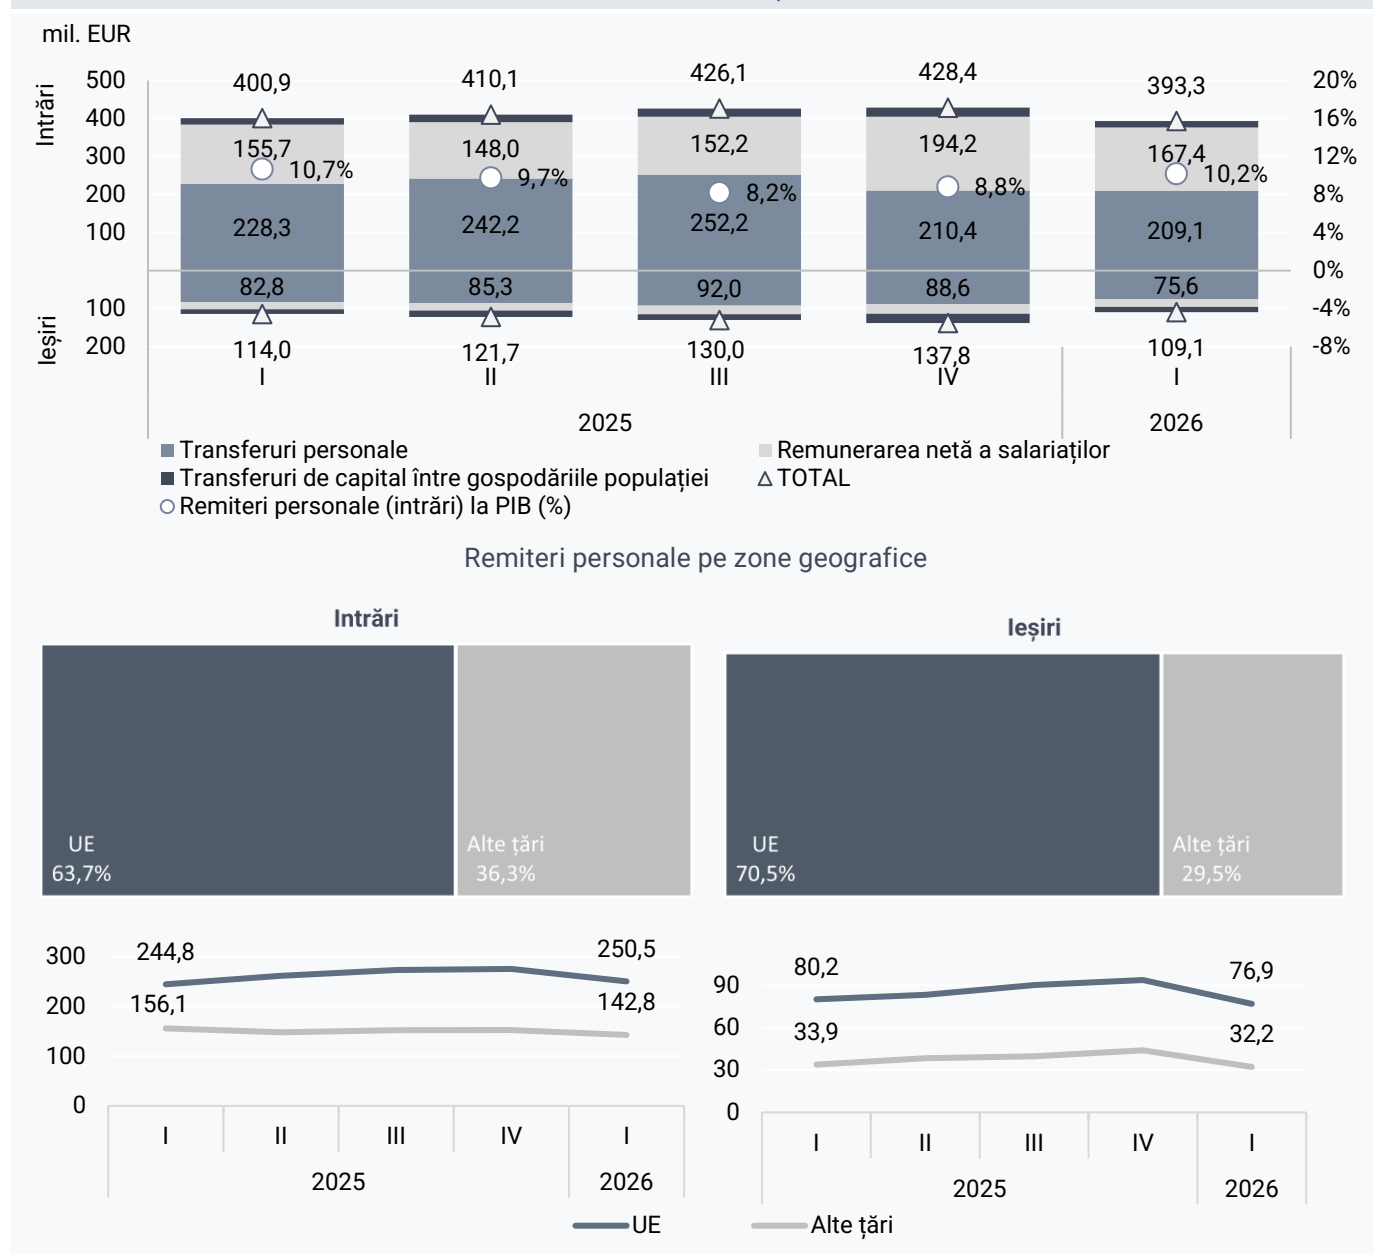 mil. EUR
Intrări
Ieșiri
500
400
300
200
100
100
200
20%
16%
12%
8%
4%
0%
-4%
-8%
400,9
410,1
426,1
428,4
393,3
155,7
148,0
152,2
194,2
167,4
10,7%
9,7%
8,2%
8,8%
10,2%
228,3
242,2
252,2
210,4
209,1
82,8
85,3
92,0
88,6
75,6
114,0
121,7
130,0
137,8
109,1
I
II
III
IV
I
2025
2026
Transferuri personale
Remunerarea netă a salariaților
Transferuri de capital între gospodăriile populației
TOTAL
Remiteri personale (intrări) la PIB (%)
Remiteri personale pe zone geografice
Intrări
UE
63,7%
Alte țări
36,3%
Ieșiri
UE
70,5%
Alte țări
29,5%
300
200
100
0
244,8
250,5
156,1
142,8
I
II
III
IV
I
2025
2026
90
60
30
0
80,2
76,9
33,9
32,2
I
II
III
IV
I
2025
2026
UE
Alte țări